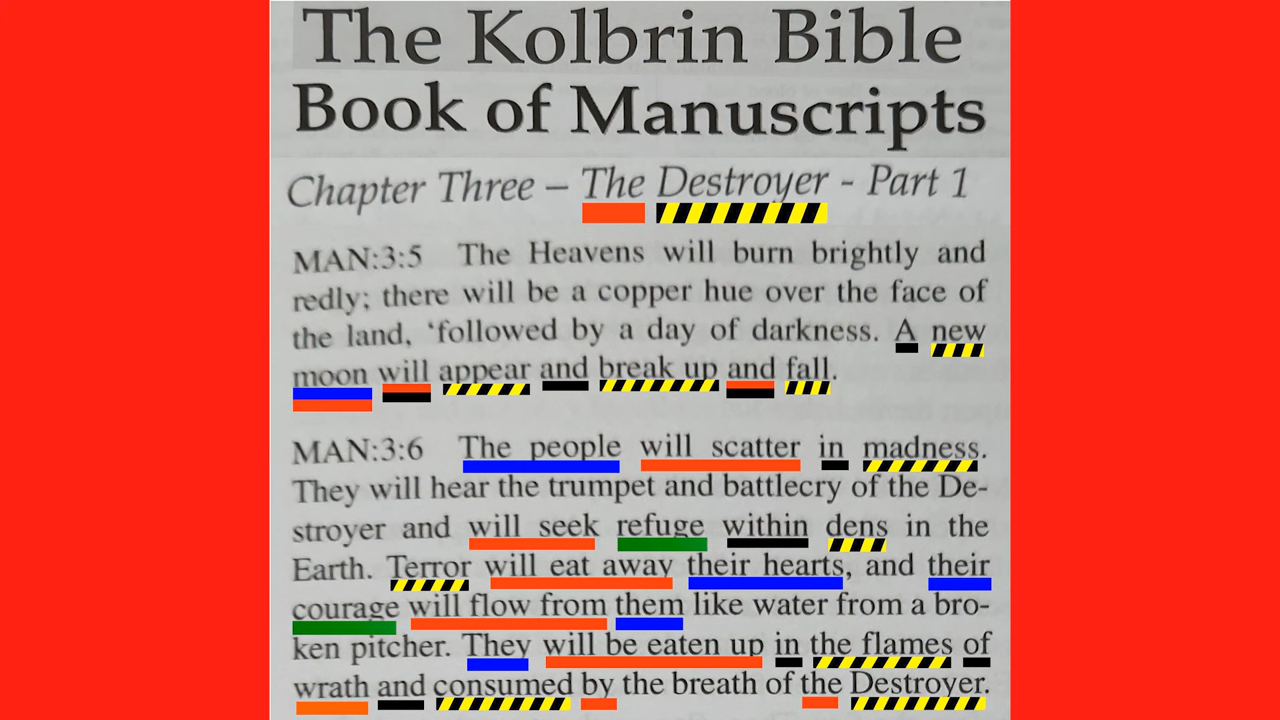 The Kolbrin Bible
Book of Manuscripts
Chapter Three – The Destroyer - Part 1
MAN:3:5 The Heavens will burn brightly and
redly; there will be a copper hue over the face of
the land, ‘followed by a day of darkness. A new
moon will appear and break up and fall.
MAN:3:6 The people will scatter in madness.
They will hear the trumpet and battlecry of the De-
stroyer and will seek refuge within dens in the
Earth. Terror will eat away their hearts, and their
courage will flow from them like water from a bro-
ken pitcher. They will be eaten up in the flames of
wrath and consumed by the breath of the Destroyer.